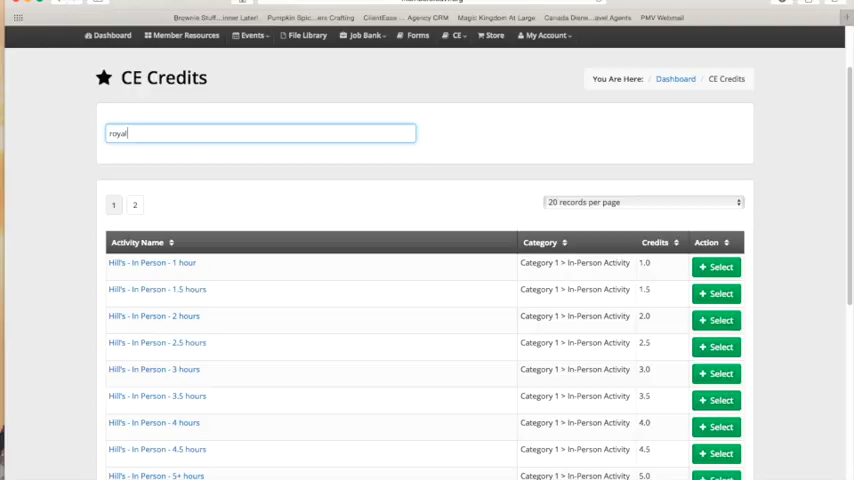 Brownie Stuff...inner Later! PumpKin Spic...ers Crafting ClientEase ... Agency CRM Magic Kingdom At Large Canada Disne...avel Agents PMV Webmail
Dashboard Member Resources Events File Library Job Bank Forms CE Store My Account
CE Credits
You Are Here: / Dashboard / CE Credits
royal
1 2 20 records per page
Activity Name Category Credits Action
Hill's - In Person - 1 hour Category 1 > In-Person Activity 1.0 + Select
Hill's - In Person - 1.5 hours Category 1 > In-Person Activity 1.5 + Select
Hill's - In Person - 2 hours Category 1 > In-Person Activity 2.0 + Select
Hill's - In Person - 2.5 hours Category 1 > In-Person Activity 2.5 + Select
Hill's - In Person - 3 hours Category 1 > In-Person Activity 3.0 + Select
Hill's - In Person - 3.5 hours Category 1 > In-Person Activity 3.5 + Select
Hill's - In Person - 4 hours Category 1 > In-Person Activity 4.0 + Select
Hill's - In Person - 4.5 hours Category 1 > In-Person Activity 4.5 + Select
Hill's - In Person - 5+ hours Category 1 > In-Person Activity 5.0 Select